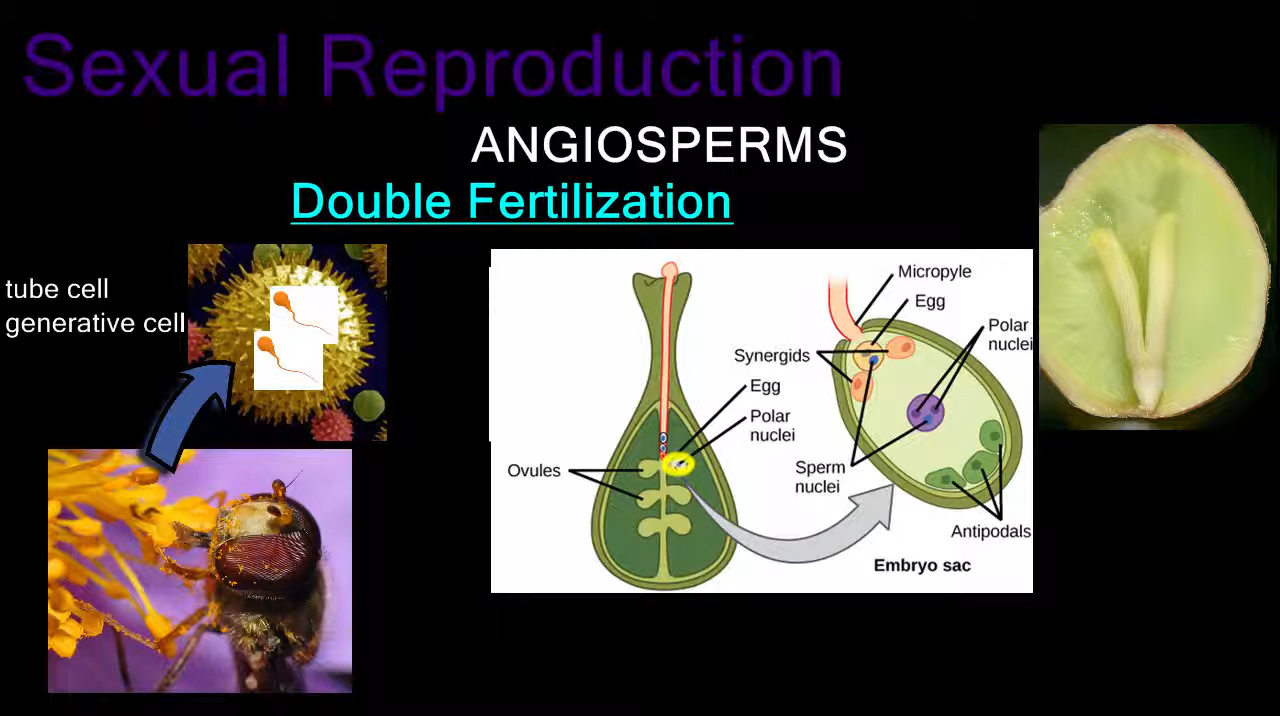 Sexual Reproduction
ANGIOSPERMS
Double Fertilization
tube cell
generative cell
Micropyle
Egg
Polar
nuclei
Synergids
Egg
Polar
nuclei
Ovules
Sperm
nuclei
Antipodals
Embryo sac